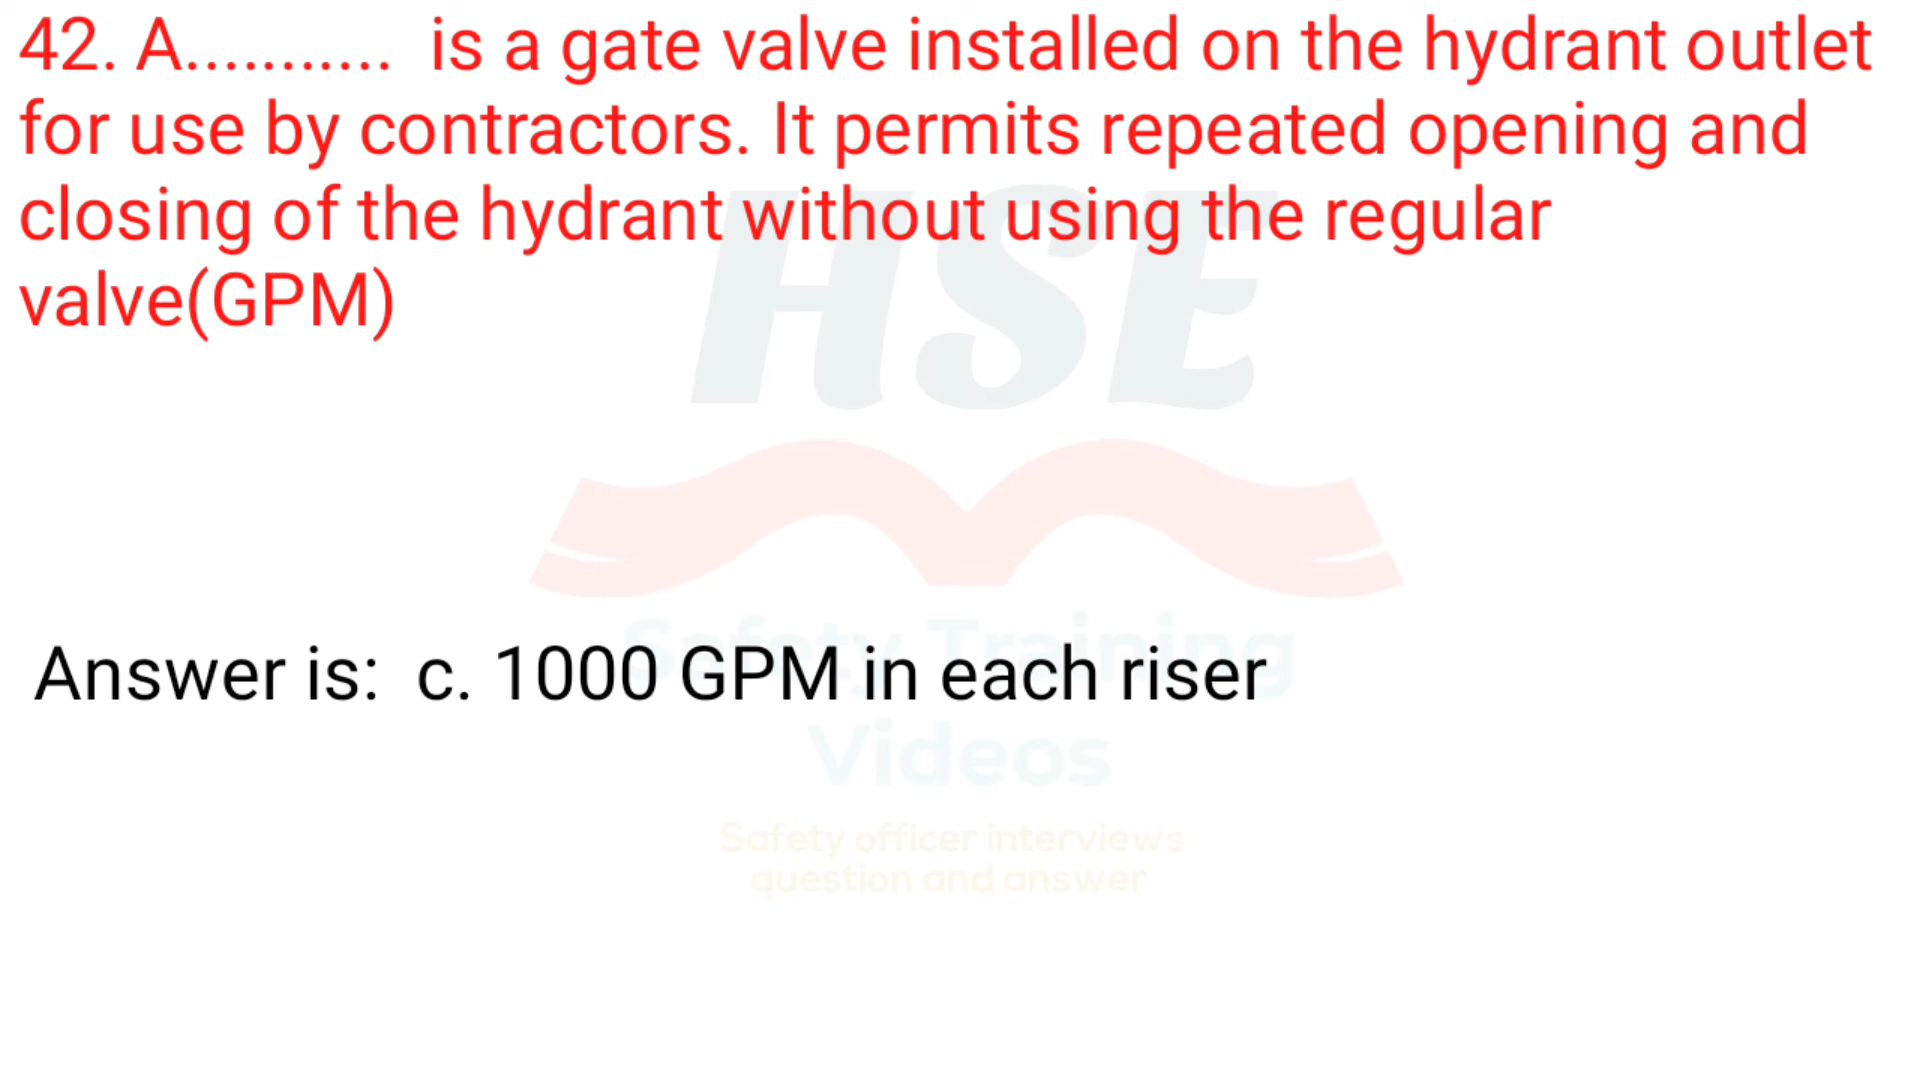 42. A........... is a gate valve installed on the hydrant outlet
for use by contractors. It permits repeated opening and
closing of the hydrant without using the regular
valve(GPM)
HSE
Answer is: c. 1000 GPM in each riser
Safety Training
Videos
Safety officer interviews
question and answer